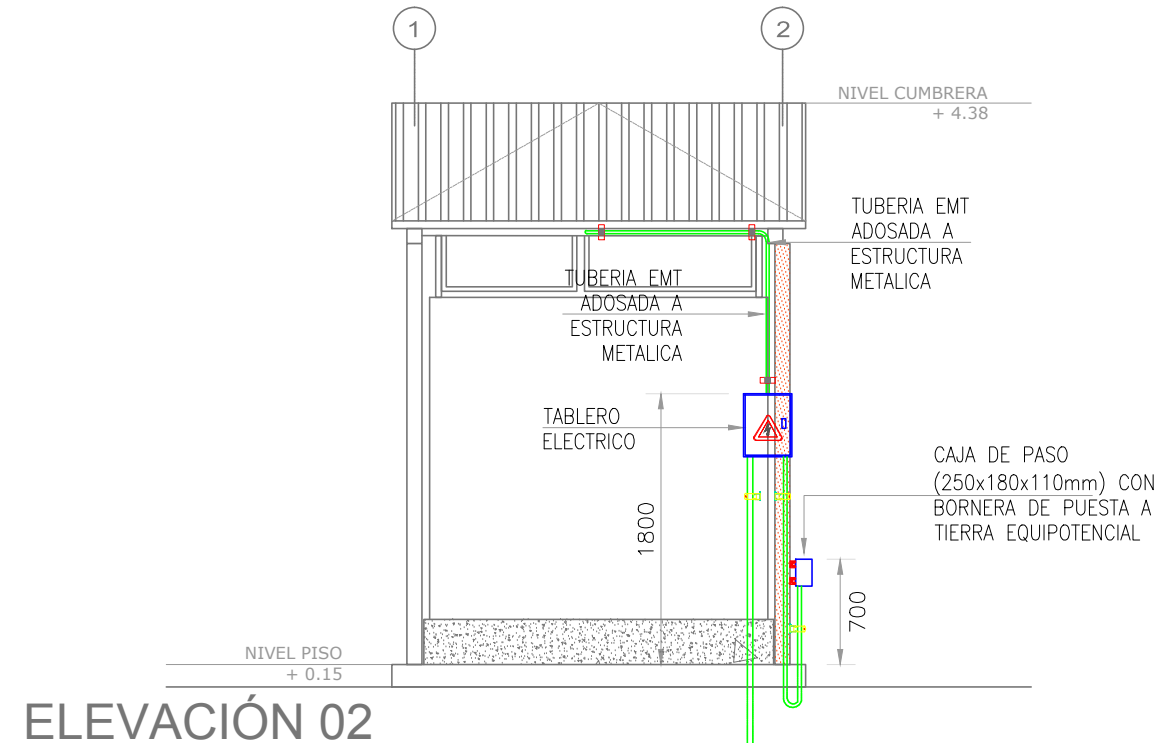 1
2
NIVEL CUMBRERA
+ 4.38
TUBERIA EMT
ADOSADA A
ESTRUCTURA
METALICA
TUBERIA EMT
ADOSADA A
ESTRUCTURA
METALICA
TABLERO
ELECTRICO
CAJA DE PASO
(250x180x110mm) CON
BORNERA DE PUESTA A
TIERRA EQUIPOTENCIAL
1800
700
NIVEL PISO
+ 0.15
ELEVACIÓN 02